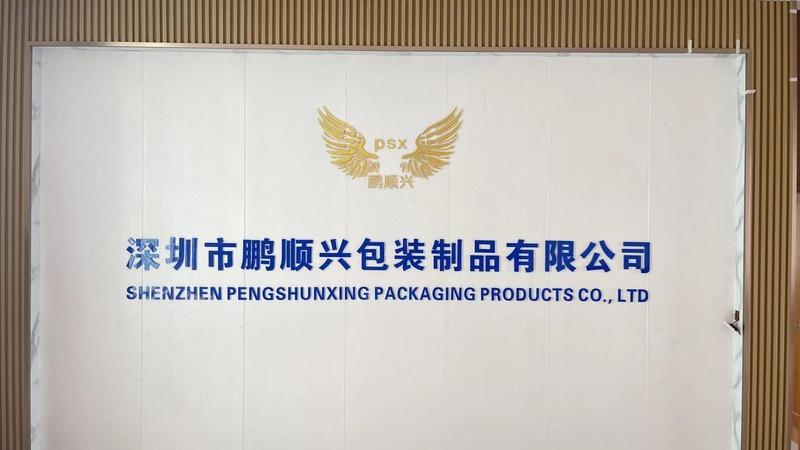 psx
鹏顺兴
深圳市鹏顺兴包装制品有限公司
SHENZHEN PENGSHUNXING PACKAGING PRODUCTS CO., LTD